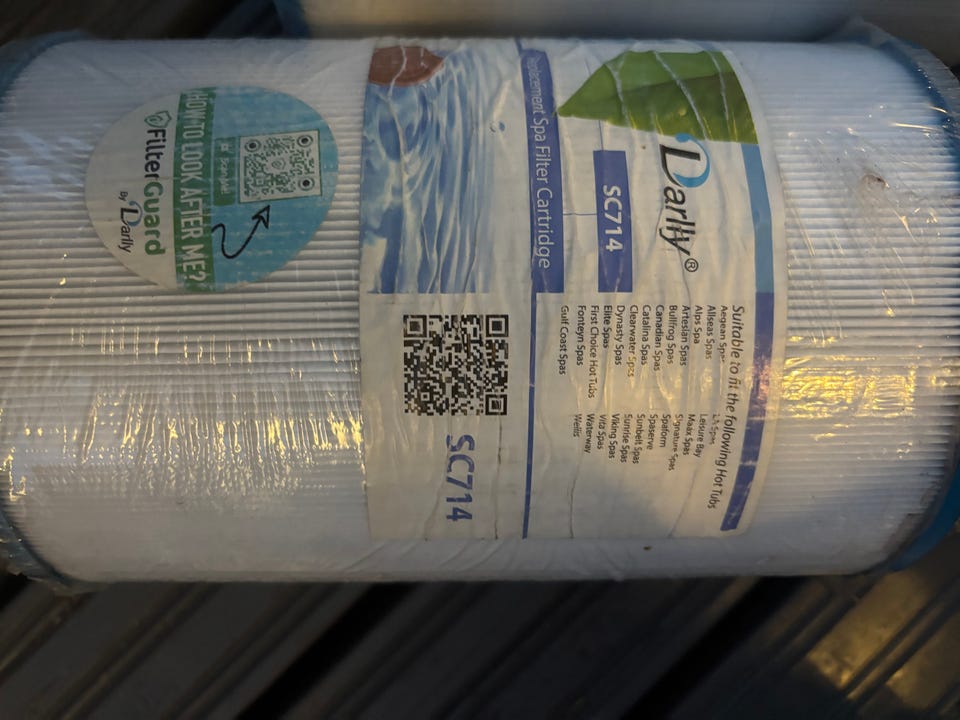 Darlly®
SC714
Replacement Spa Filter Cartridge
Suitable to fit the following Hot Tubs
Aegean Spas
Allseas Spas
Alps Spa
Artesian Spas
Bullfrog Spas
Canadian Spas
Catalina Spas
Clearwater Spas
Dynasty Spas
Elite Spas
First Choice Hot Tubs
Fonteyn Spas
Gulf Coast Spas
LA Spas
Leisure Bay
Maax Spas
Signature Spas
Spaform
Spaserve
Sunbelt Spas
Sunrise Spas
Viking Spas
Vita Spas
Waterway
Wellis
SC714
HOW TO LOOK AFTER ME?
FilterGuard
By Darlly